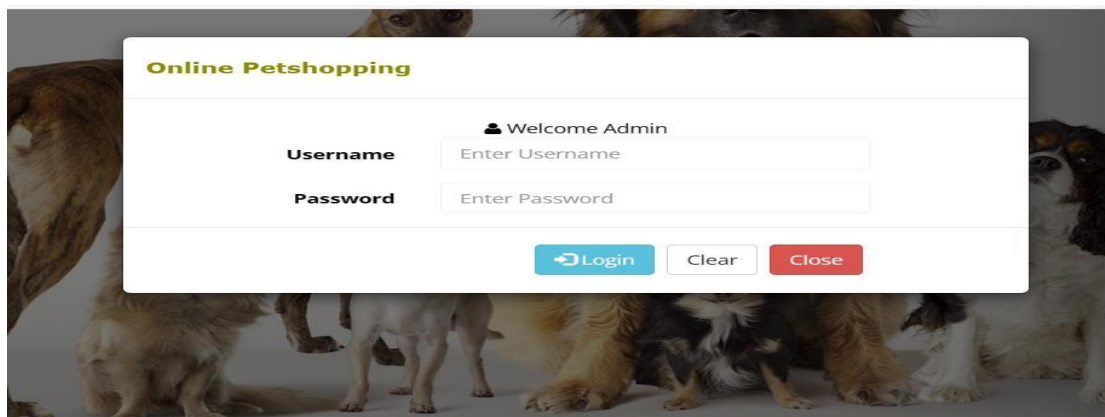 Online Petshopping
Welcome Admin
Username Enter Username
Password Enter Password
Login Clear Close